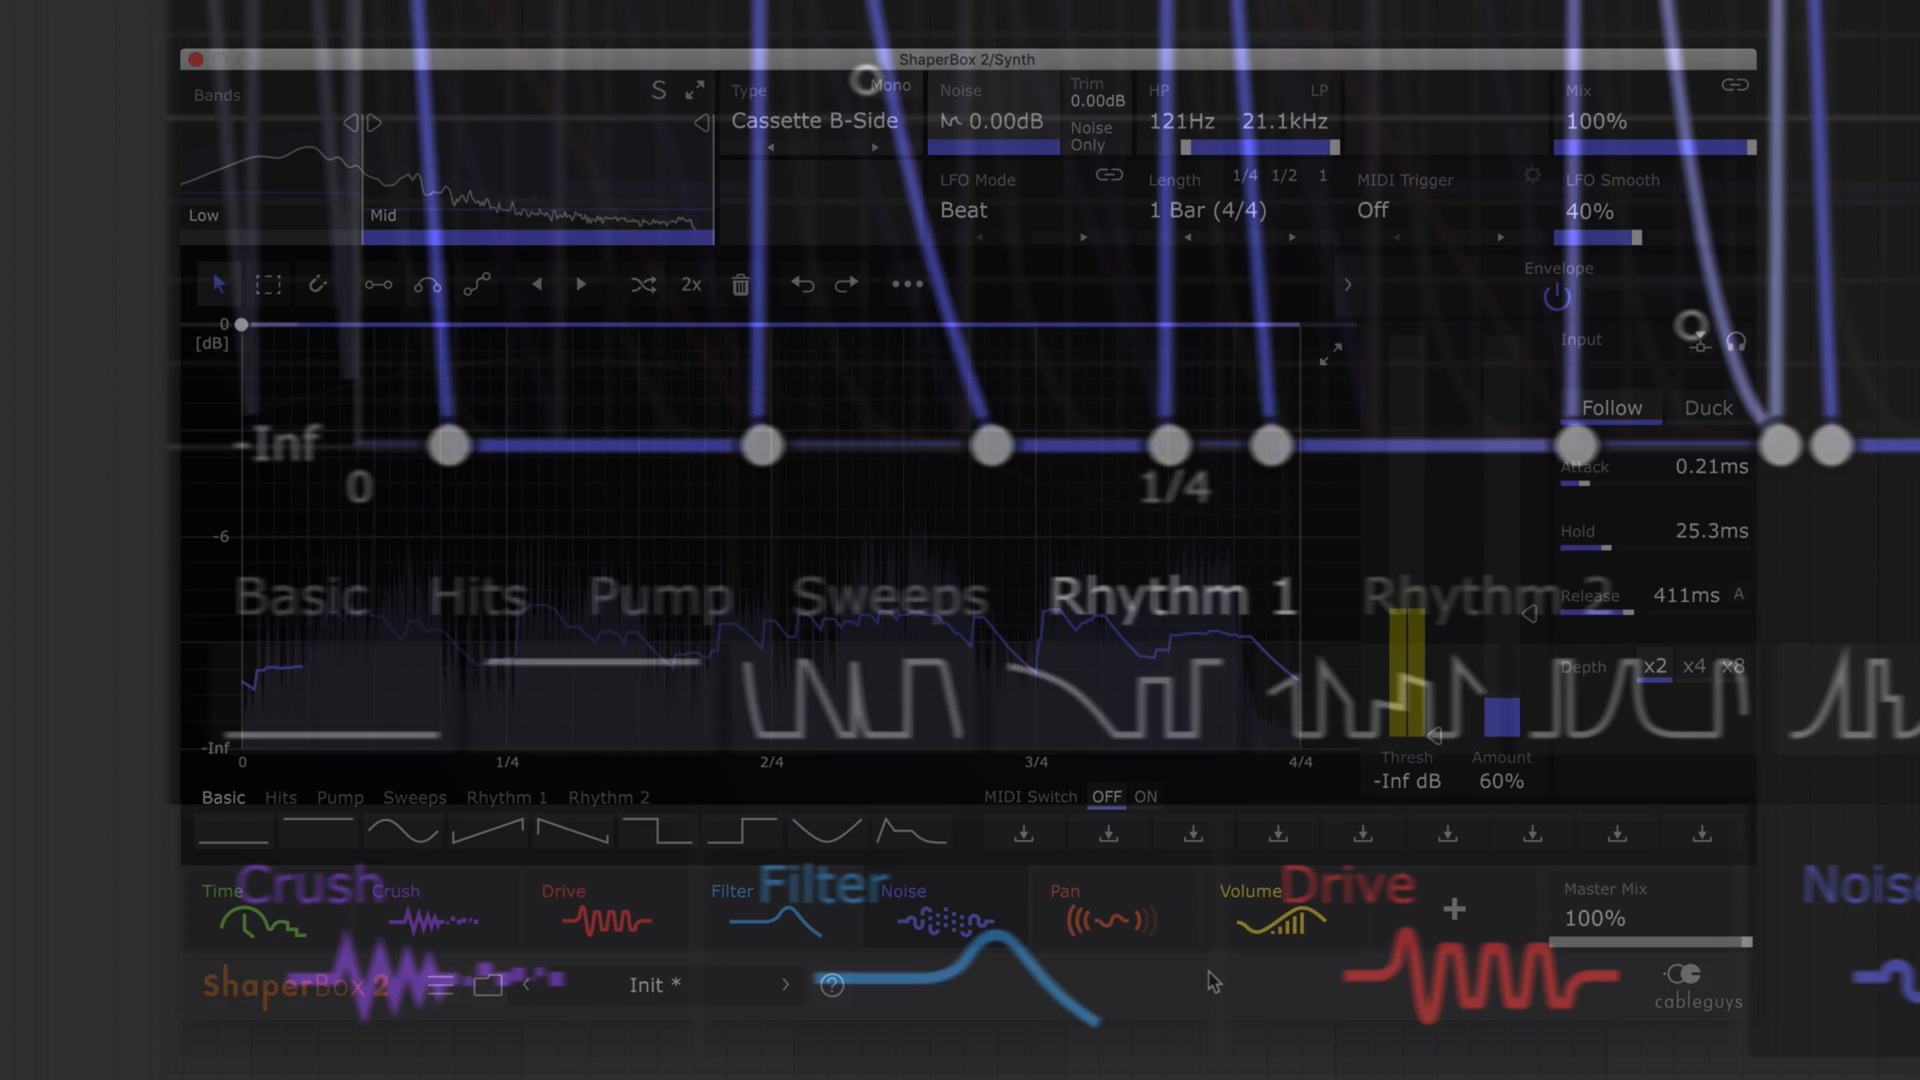 ShaperBox 2/Synth
Bands
S
Low
Mid
Type
Mono
Cassette B-Side
Noise
0.00dB
Trim
0.00dB
Noise
Only
HP
LP
121Hz
21.1kHz
Mix
100%
LFO Mode
Beat
Length
1/4
1/2
1
1 Bar (4/4)
MIDI Trigger
Off
LFO Smooth
40%
2x
0
[dB]
-6
-Inf
0
1/4
2/4
3/4
4/4
Envelope
Input
Follow
Duck
Attack
0.21ms
Hold
25.3ms
Release
411ms
A
Depth
x2
x4
x8
Thresh
-Inf dB
Amount
60%
-Inf
0
1/4
Basic
Hits
Pump
Sweeps
Rhythm 1
Rhythm 2
Basic
Hits
Pump
Sweeps
Rhythm 1
Rhythm 2
MIDI Switch
OFF
ON
Time
Crush
Drive
Filter
Noise
Pan
Volume
+
Master Mix
100%
Crush
Filter
Drive
Noise
ShaperBox 2
Init *
?
cableguys